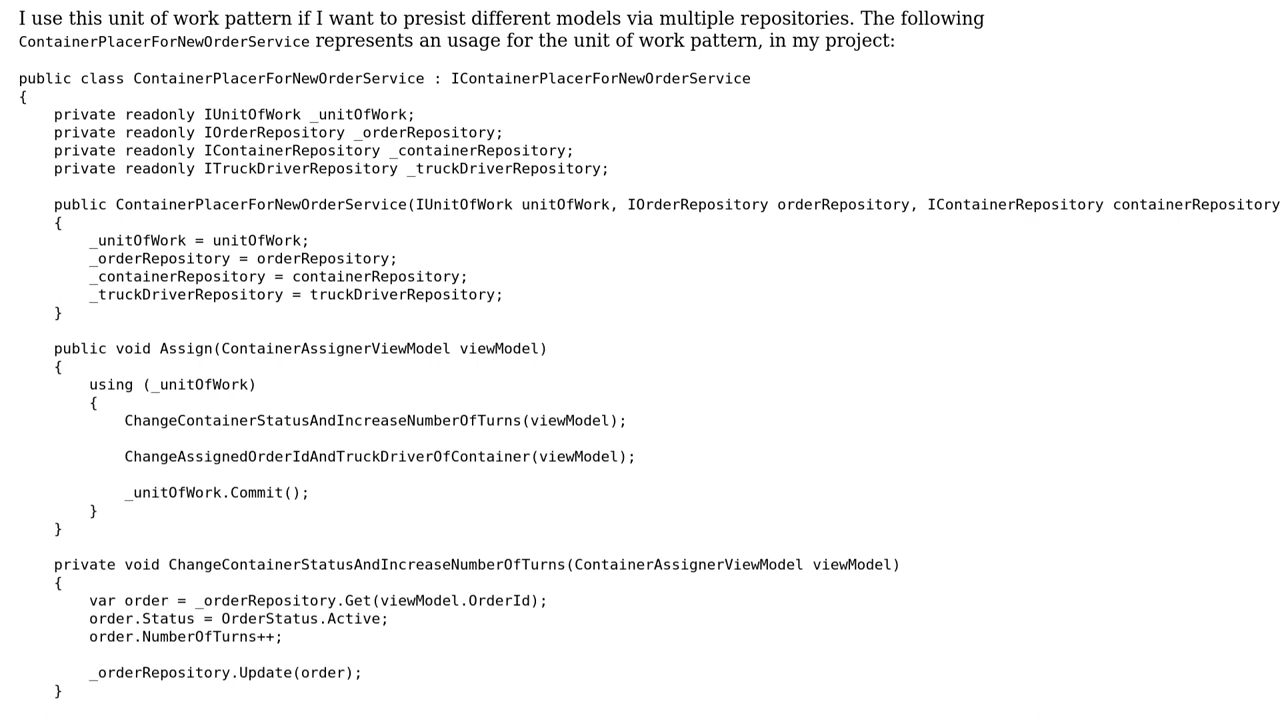 I use this unit of work pattern if I want to presist different models via multiple repositories. The following
ContainerPlacerForNewOrderService represents an usage for the unit of work pattern, in my project:
public class ContainerPlacerForNewOrderService : IContainerPlacerForNewOrderService
{
    private readonly IUnitOfWork _unitOfWork;
    private readonly IOrderRepository _orderRepository;
    private readonly IContainerRepository _containerRepository;
    private readonly ITruckDriverRepository _truckDriverRepository;

    public ContainerPlacerForNewOrderService(IUnitOfWork unitOfWork, IOrderRepository orderRepository, IContainerRepository containerRepository
    {
        _unitOfWork = unitOfWork;
        _orderRepository = orderRepository;
        _containerRepository = containerRepository;
        _truckDriverRepository = truckDriverRepository;
    }

    public void Assign(ContainerAssignerViewModel viewModel)
    {
        using (_unitOfWork)
        {
            ChangeContainerStatusAndIncreaseNumberOfTurns(viewModel);

            ChangeAssignedOrderIdAndTruckDriverOfContainer(viewModel);

            _unitOfWork.Commit();
        }
    }

    private void ChangeContainerStatusAndIncreaseNumberOfTurns(ContainerAssignerViewModel viewModel)
    {
        var order = _orderRepository.Get(viewModel.OrderId);
        order.Status = OrderStatus.Active;
        order.NumberOfTurns++;

        _orderRepository.Update(order);
    }